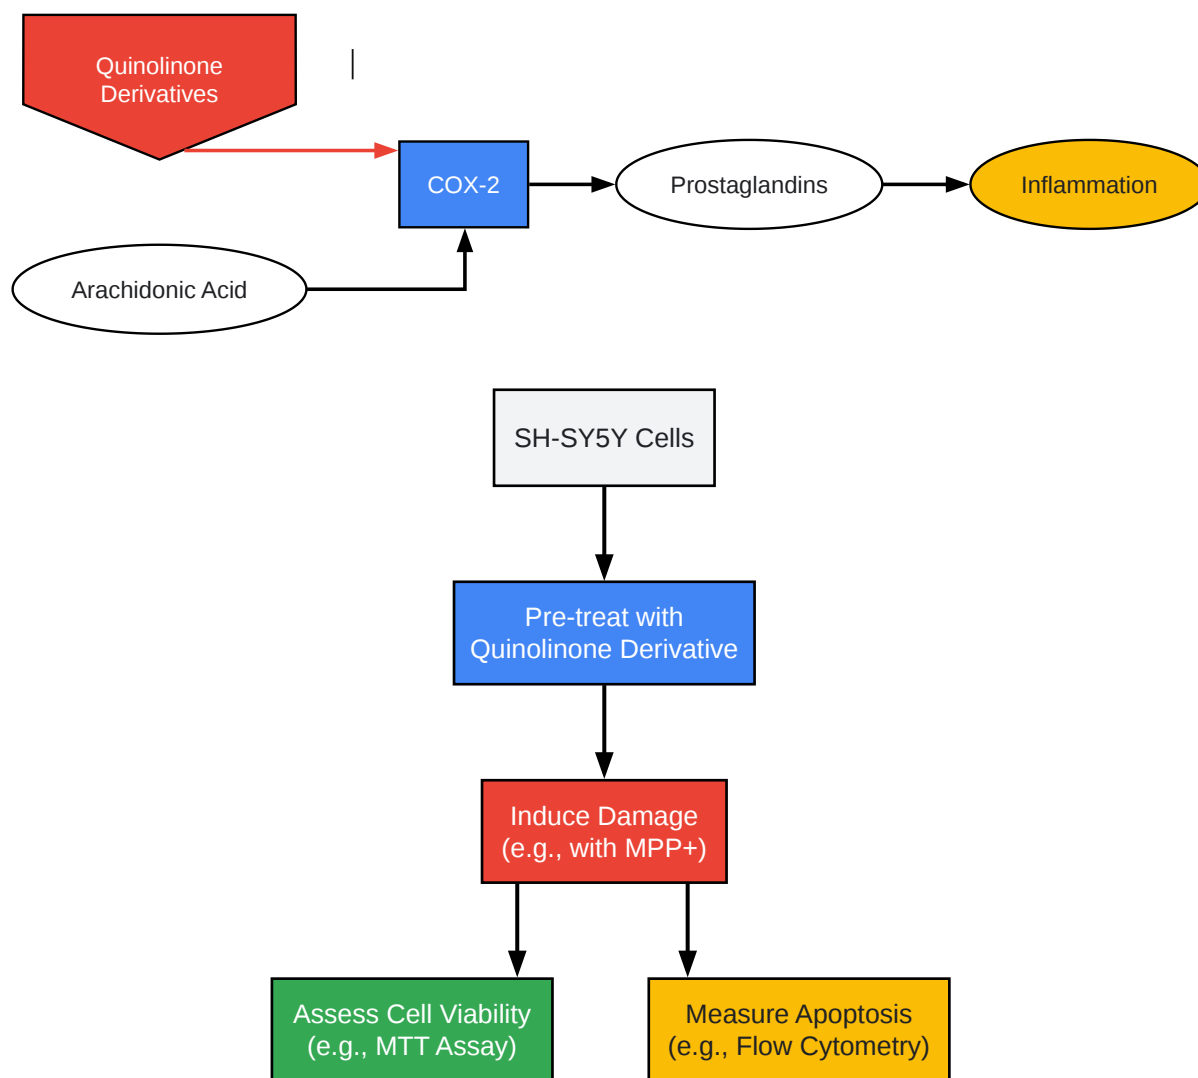 Quinolinone
Derivatives
|
COX-2
Prostaglandins
Inflammation
Arachidonic Acid
SH-SY5Y Cells
Pre-treat with
Quinolinone Derivative
Induce Damage
(e.g., with MPP+)
Assess Cell Viability
(e.g., MTT Assay)
Measure Apoptosis
(e.g., Flow Cytometry)